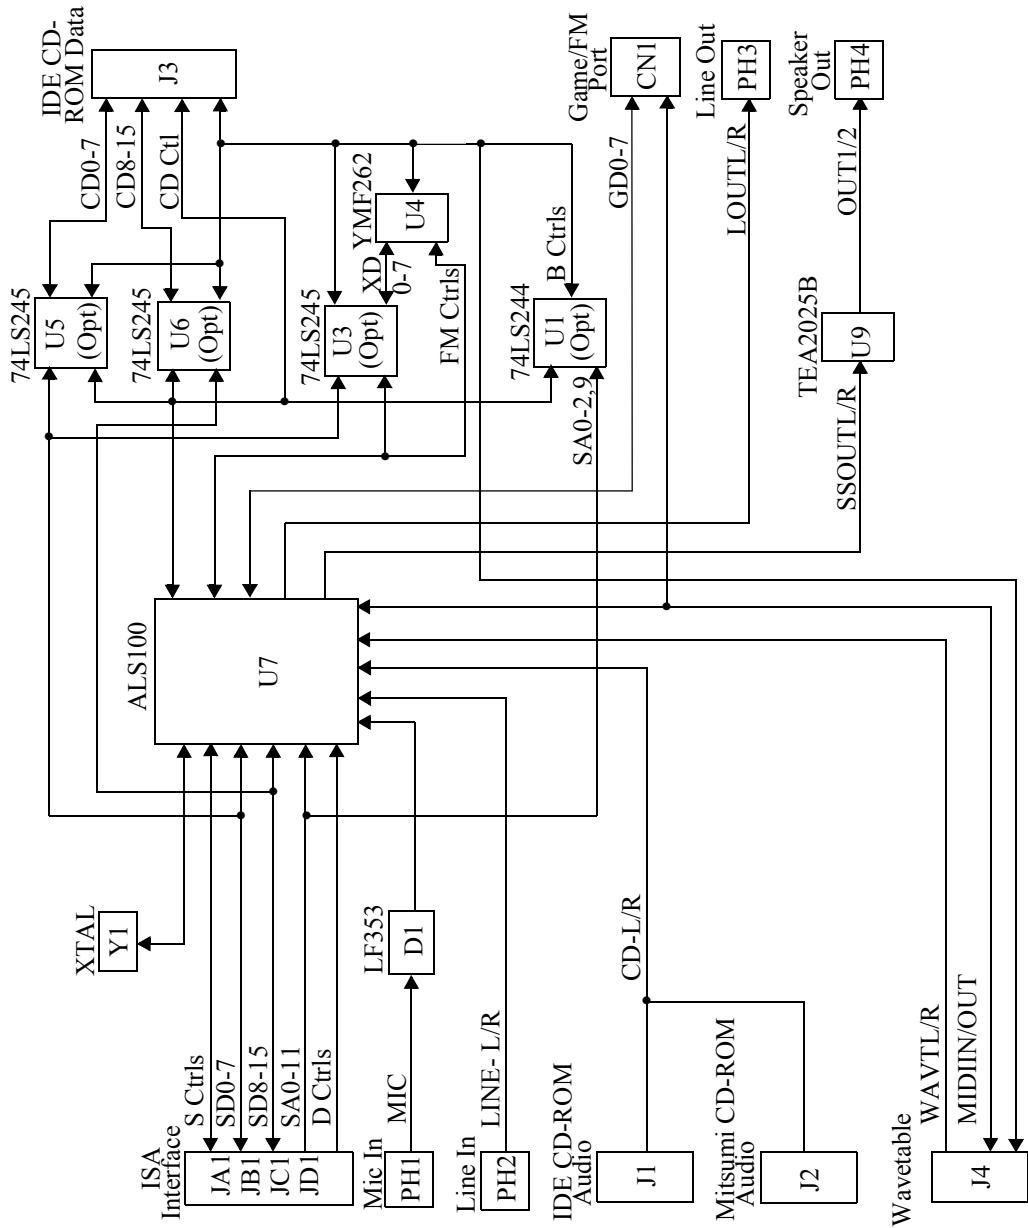 ISA
Interface
JA1
JB1
JC1
JD1
S Ctrls
SD0-7
SD8-15
SA0-11
D Ctrls
Mic In
PH1
MIC
Line In
PH2
LINE- L/R
IDE CD-ROM
Audio
J1
CD-L/R
Mitsumi CD-ROM
Audio
J2
Wavetable
J4
WAVTL/R
MIDIIN/OUT
XTAL
Y1
LF353
D1
ALS100
U7
74LS245
U5
(Opt)
74LS245
U6
(Opt)
74LS245
U3
(Opt)
XD
0-7
YMF262
U4
FM Ctrls
74LS244
U1
(Opt)
B Ctrls
SA0-2,9
TEA2025B
U9
SSOUTL/R
CD0-7
CD8-15
CD Ctl
IDE CD-
ROM Data
J3
GD0-7
Game/FM
Port
CN1
LOUTL/R
Line Out
PH3
OUT1/2
Speaker
Out
PH4